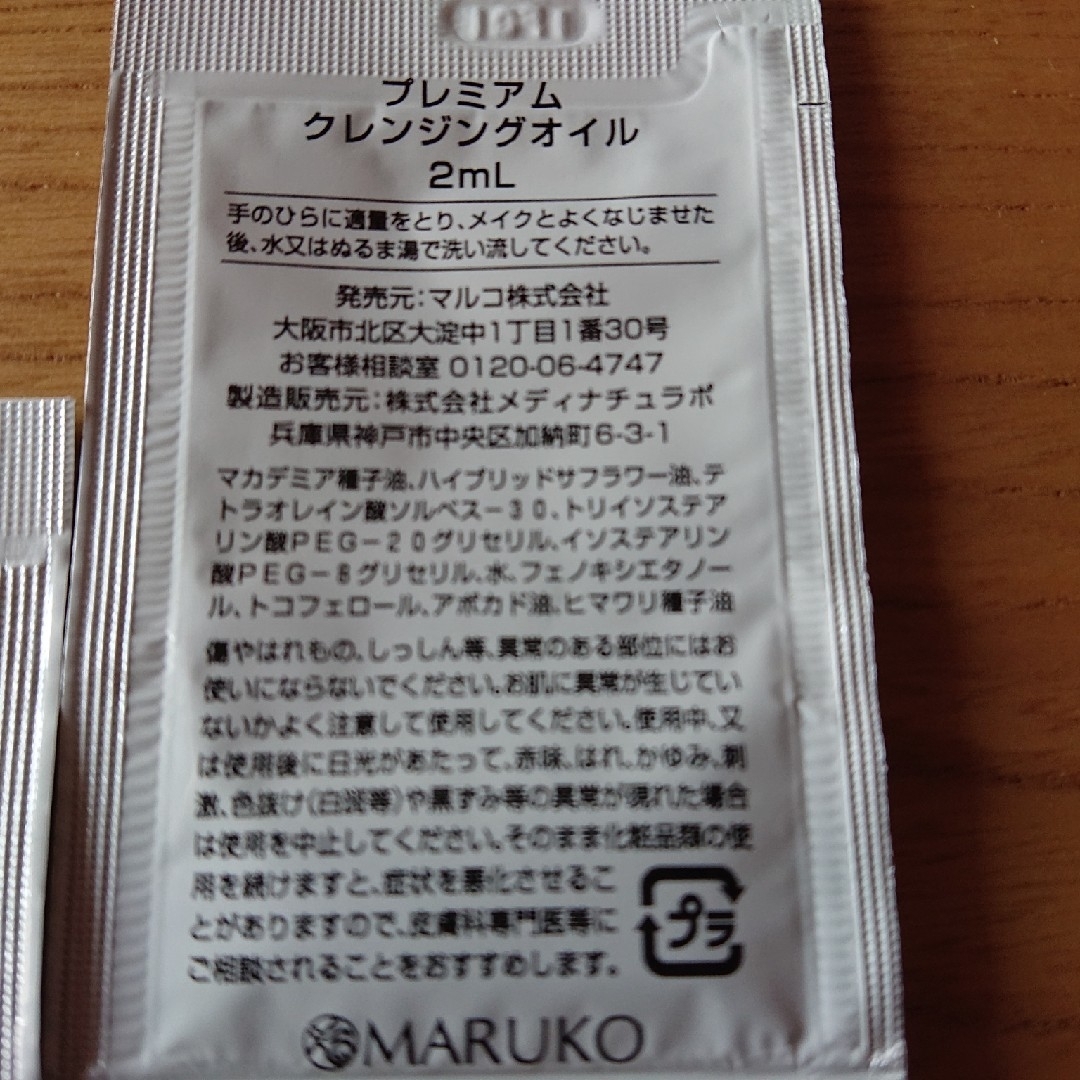 プレミアム
クレンジングオイル
2mL
手のひらに適量をとり、メイクとよくなじませた
後、水又はぬるま湯で洗い流してください。
発売元:マルコ株式会社
大阪市北区大淀中1丁目1番30号
お客様相談室 0120-06-4747
製造販売元:株式会社メディナチュラボ
兵庫県神戸市中央区加納町6-3-1
マカデミア種子油、ハイブリッドサフラワー油、テ
トラオレイン酸ソルベス-30、トリイソステア
リン酸PEG-20グリセリル、イソステアリン
酸PEG-8グリセリル、水、フェノキシエタノー
ル、トコフェロール、アボカド油、ヒマワリ種子油
傷やはれもの、しっしん等、異常のある部位にはお
使いにならないでください。お肌に異常が生じてい
ないかよく注意して使用してください。使用中、又
は使用後に日光があたって、赤味、はれ、かゆみ、刺
激、色抜け(白斑等)や黒ずみ等の異常が現れた場合
は使用を中止してください。そのまま化粧品類の使
用を続けますと、症状を悪化させるこ
とがありますので、皮膚科専門医等に
ご相談されることをおすすめします。
プラ
MARUKO